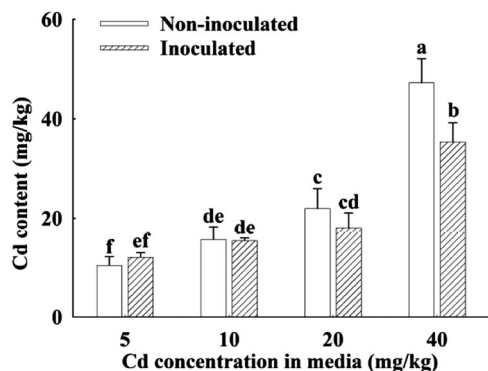 60
40
20
0
Cd content (mg/kg)
Non-inoculated
Inoculated
f
ef
de
de
c
cd
a
b
5 10 20 40
Cd concentration in media (mg/kg)